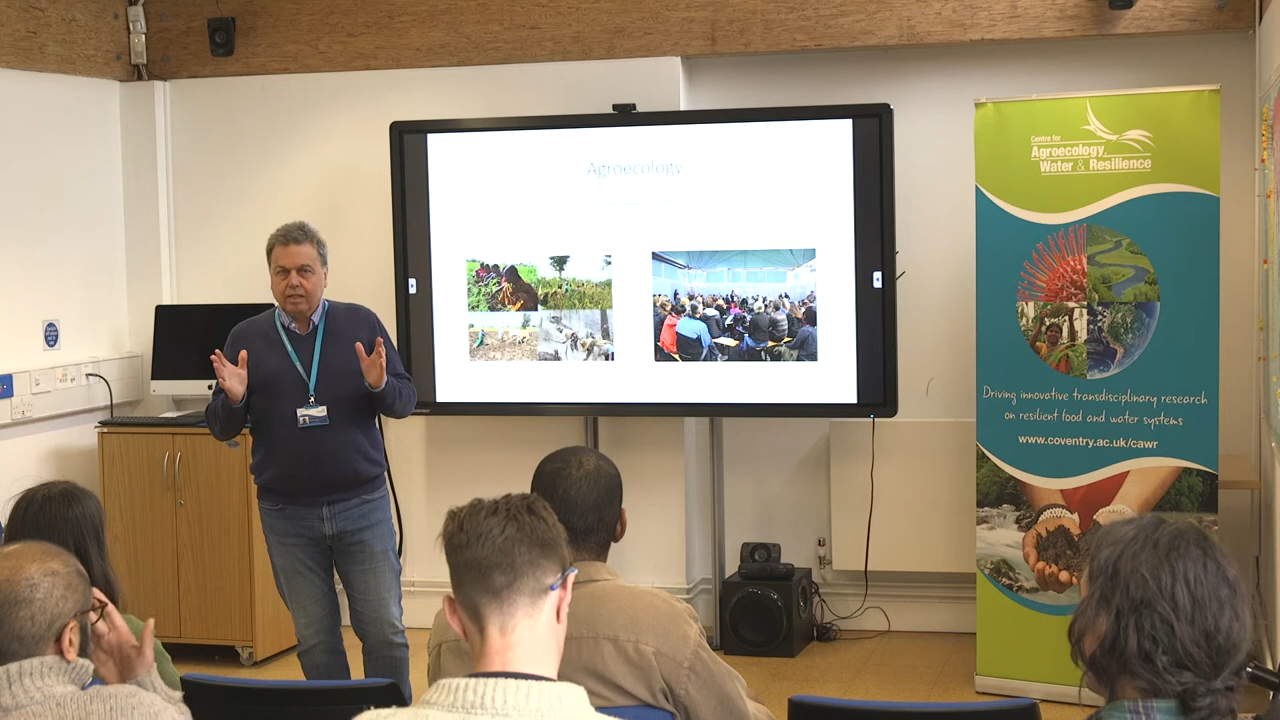 Agroecology
Centre for
Agroecology,
Water & Resilience
Driving innovative transdisciplinary research
on resilient food and water systems
www.coventry.ac.uk/cawr